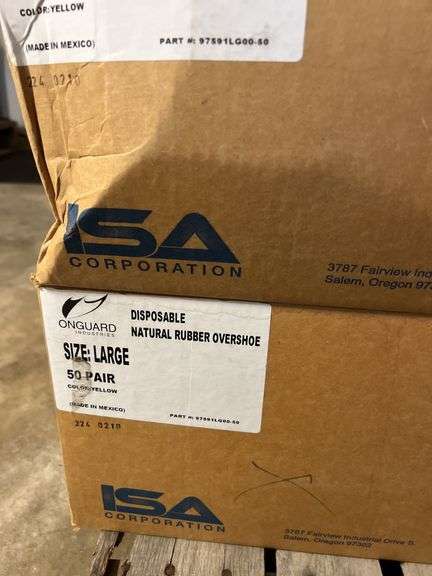 COLOR:YELLOW
(MADE IN MEXICO)
PART #: 97591LG00-50
224 0210
ISA
CORPORATION
3787 Fairview Ind
Salem, Oregon 97302
ONGUARD
INDUSTRIES
DISPOSABLE
NATURAL RUBBER OVERSHOE
SIZE: LARGE
50 PAIR
COLOR:YELLOW
(MADE IN MEXICO)
PART #: 97591LG00-50
224 0210
ISA
CORPORATION
3787 Fairview Industrial Drive S.
Salem, Oregon 97302